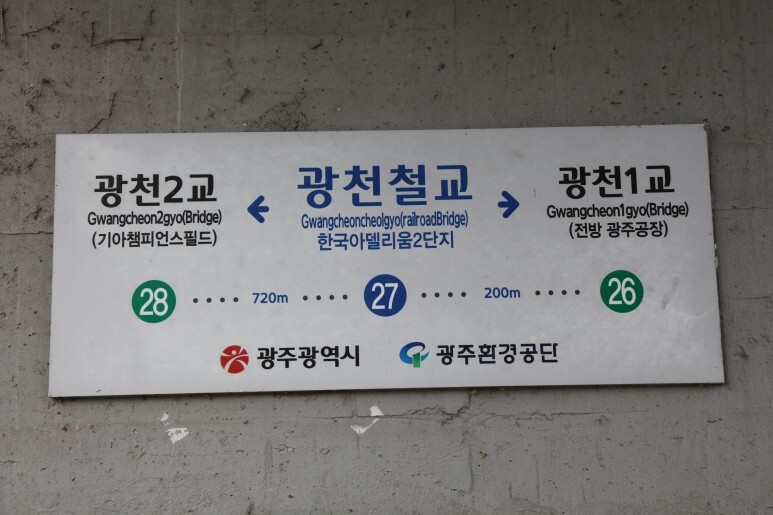 광천2교
Gwangcheon2gyo(Bridge)
(기아챔피언스필드)
광천철교
Gwangcheoncheolgyo(railroadBridge)
한국아델리움2단지
광천1교
Gwangcheon1gyo(Bridge)
(전방 광주공장)
28 720m 27 200m 26
광주광역시 광주환경공단